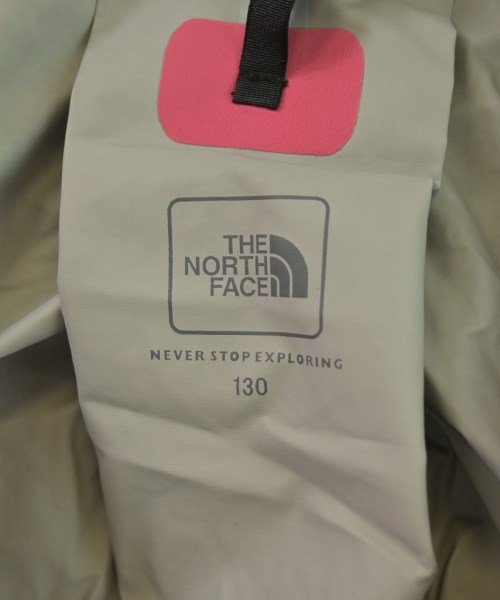 THE
NORTH
FACE
NEVER STOP EXPLORING
130